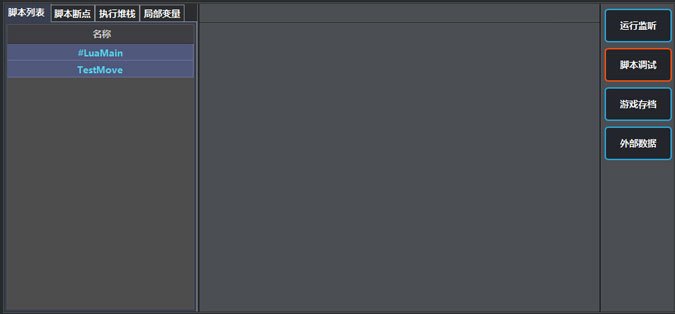 脚本列表 脚本断点 执行堆栈 局部变量
名称
#LuaMain
TestMove
运行监听
脚本调试
游戏存档
外部数据